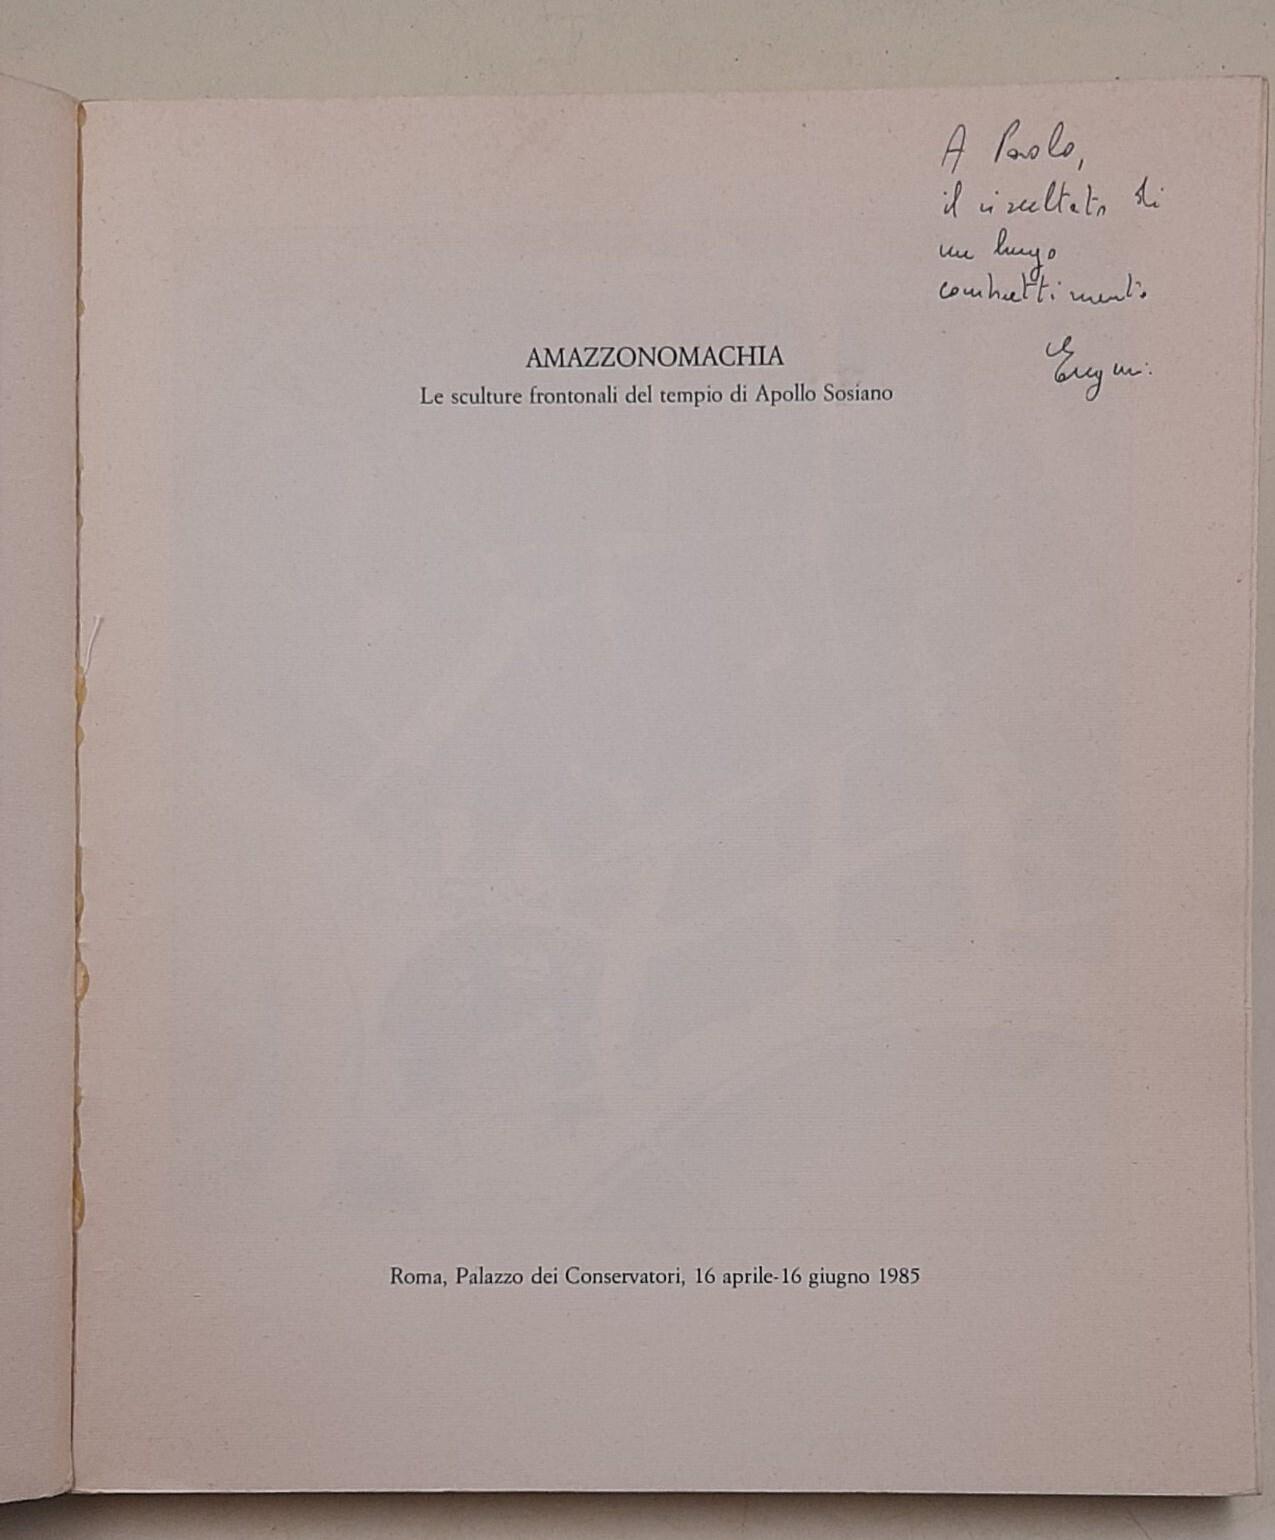 A Paolo,
il risultato di
un lungo
combattimento
Eugenio
AMAZZONOMACHIA
Le sculture frontonali del tempio di Apollo Sosiano
Roma, Palazzo dei Conservatori, 16 aprile-16 giugno 1985